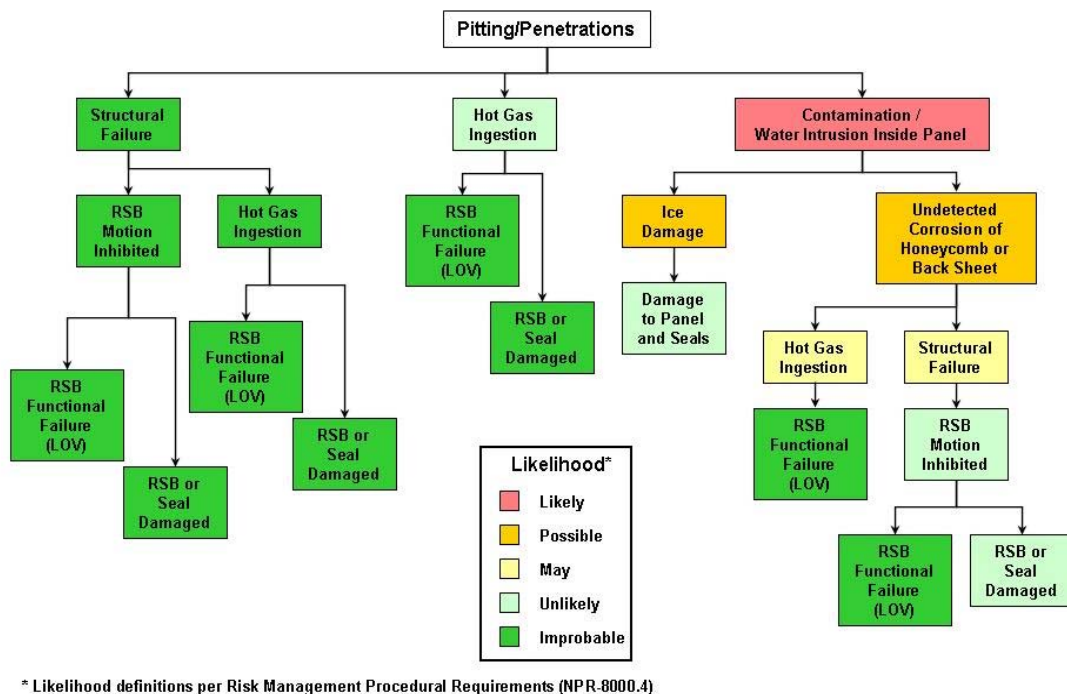 Pitting/Penetrations
Structural
Failure
Hot Gas
Ingestion
Contamination /
Water Intrusion Inside Panel
RSB
Motion
Inhibited
Hot Gas
Ingestion
RSB
Functional
Failure
(LOV)
RSB or
Seal
Damaged
RSB
Functional
Failure
(LOV)
RSB or
Seal
Damaged
RSB
Functional
Failure
(LOV)
RSB or
Seal
Damaged
Ice
Damage
Damage
to Panel
and Seals
Undetected
Corrosion of
Honeycomb or
Back Sheet
Hot Gas
Ingestion
RSB
Functional
Failure
(LOV)
Structural
Failure
RSB
Motion
Inhibited
RSB
Functional
Failure
(LOV)
RSB or
Seal
Damaged
Likelihood*
Likely
Possible
May
Unlikely
Improbable
* Likelihood definitions per Risk Management Procedural Requirements (NPR-8000.4)